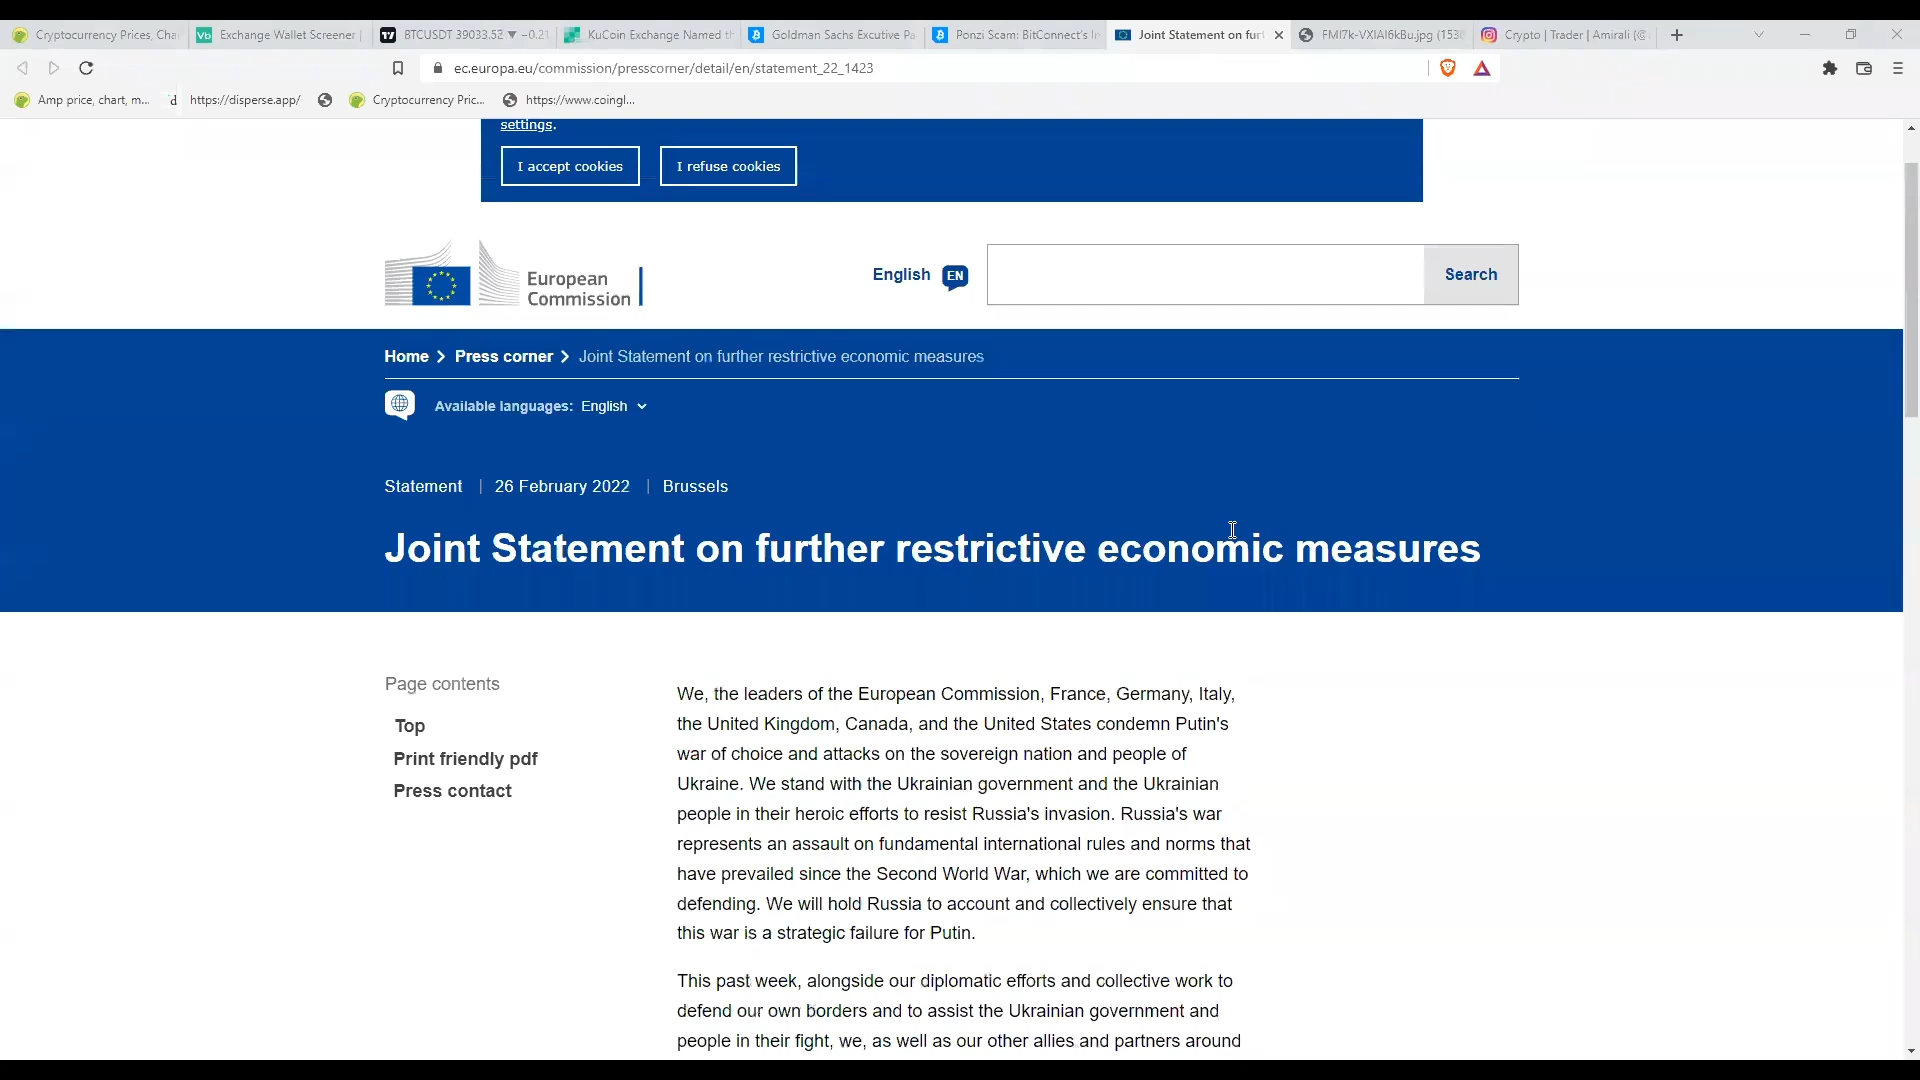 Cryptocurrency Prices, Cha
Exchange Wallet Screener
BTCUSDT 39033.52 ▼ −0.21
KuCoin Exchange Named th
Goldman Sachs Excutive Pa
Ponzi Scam: BitConnect's In
Joint Statement on furt
FMI7k-VXIAI6kBu.jpg (153
Crypto | Trader | Amirali (@
ec.europa.eu/commission/presscorner/detail/en/statement_22_1423
Amp price, chart, m...
d https://disperse.app/
Cryptocurrency Pric...
https://www.coingl...
settings.
I accept cookies
I refuse cookies
European
Commission
English EN
Search
Home > Press corner > Joint Statement on further restrictive economic measures
Available languages: English
Statement | 26 February 2022 | Brussels
Joint Statement on further restrictive economic measures
Page contents
Top
Print friendly pdf
Press contact
We, the leaders of the European Commission, France, Germany, Italy,
the United Kingdom, Canada, and the United States condemn Putin's
war of choice and attacks on the sovereign nation and people of
Ukraine. We stand with the Ukrainian government and the Ukrainian
people in their heroic efforts to resist Russia's invasion. Russia's war
represents an assault on fundamental international rules and norms that
have prevailed since the Second World War, which we are committed to
defending. We will hold Russia to account and collectively ensure that
this war is a strategic failure for Putin.
This past week, alongside our diplomatic efforts and collective work to
defend our own borders and to assist the Ukrainian government and
people in their fight, we, as well as our other allies and partners around